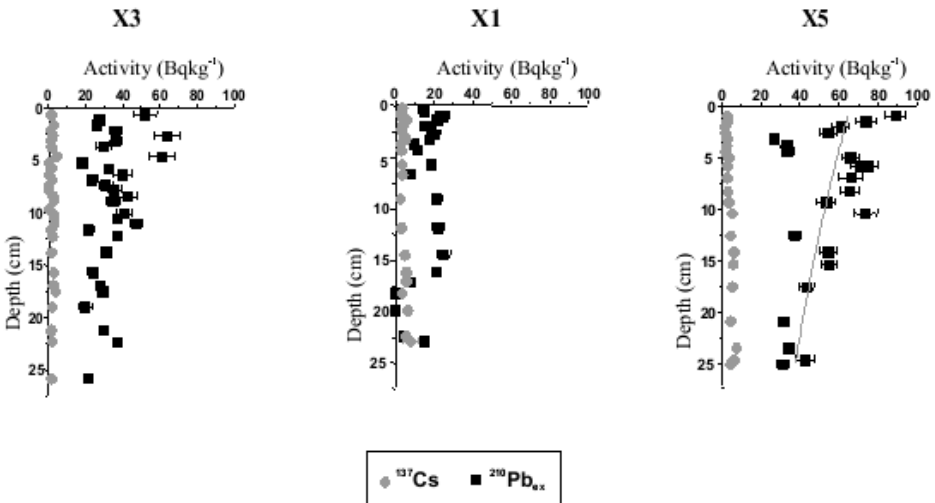 X3 X1 X5
Activity (Bqkg⁻¹) Activity (Bqkg⁻¹) Activity (Bqkg⁻¹)
0 20 40 60 80 100 0 20 40 60 80 100 0 20 40 60 80 100
0 0 0
5 5 5
10 10 10
15 15 15
20 20 20
25 25 25
Depth (cm) Depth (cm) Depth (cm)
¹³⁷Cs ²¹⁰Pbₑₓ